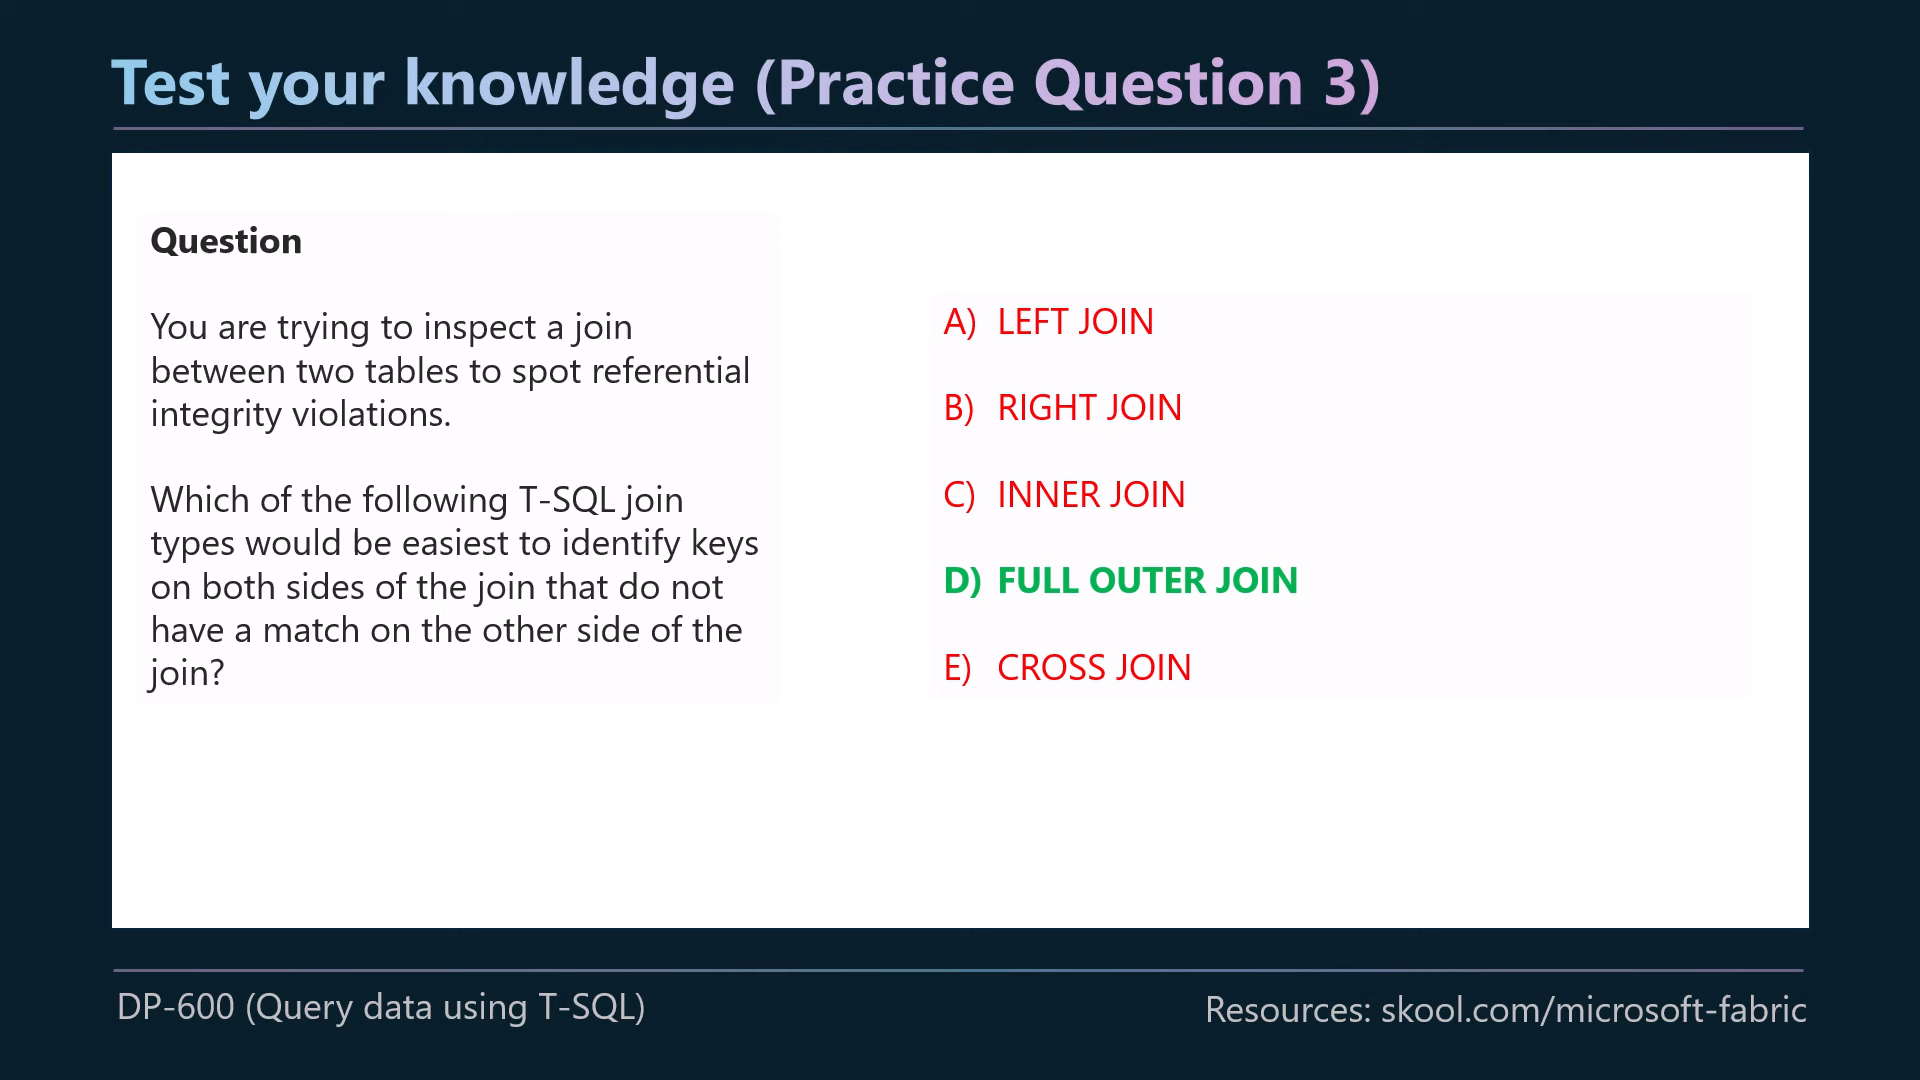 Test your knowledge (Practice Question 3)
Question
You are trying to inspect a join
between two tables to spot referential
integrity violations.
Which of the following T-SQL join
types would be easiest to identify keys
on both sides of the join that do not
have a match on the other side of the
join?
A) LEFT JOIN
B) RIGHT JOIN
C) INNER JOIN
D) FULL OUTER JOIN
E) CROSS JOIN
DP-600 (Query data using T-SQL)
Resources: skool.com/microsoft-fabric